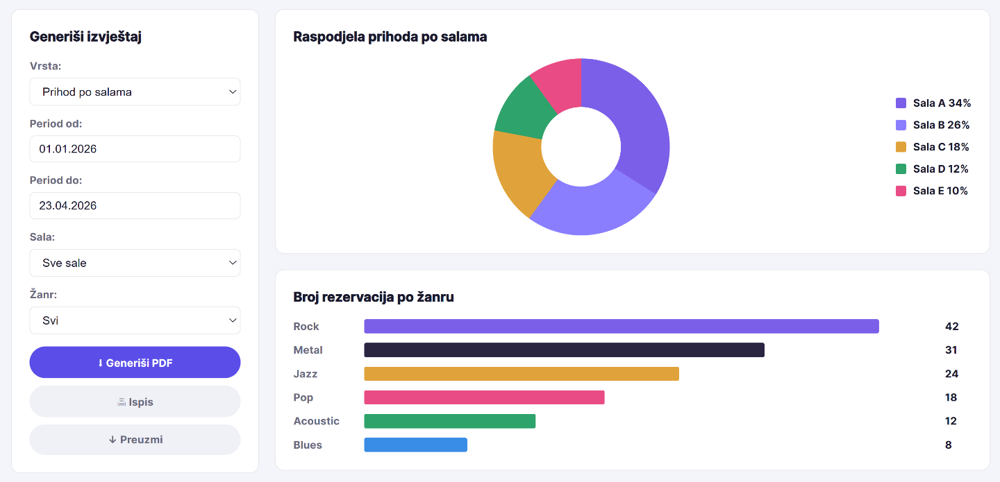 Generiši izvještaj
Vrsta:
Prihod po salama
Period od:
01.01.2026
Period do:
23.04.2026
Sala:
Sve sale
Žanr:
Svi
⬇ Generiši PDF
Ispis
↓ Preuzmi
Raspodjela prihoda po salama
Sala A 34%
Sala B 26%
Sala C 18%
Sala D 12%
Sala E 10%
Broj rezervacija po žanru
Rock 42
Metal 31
Jazz 24
Pop 18
Acoustic 12
Blues 8